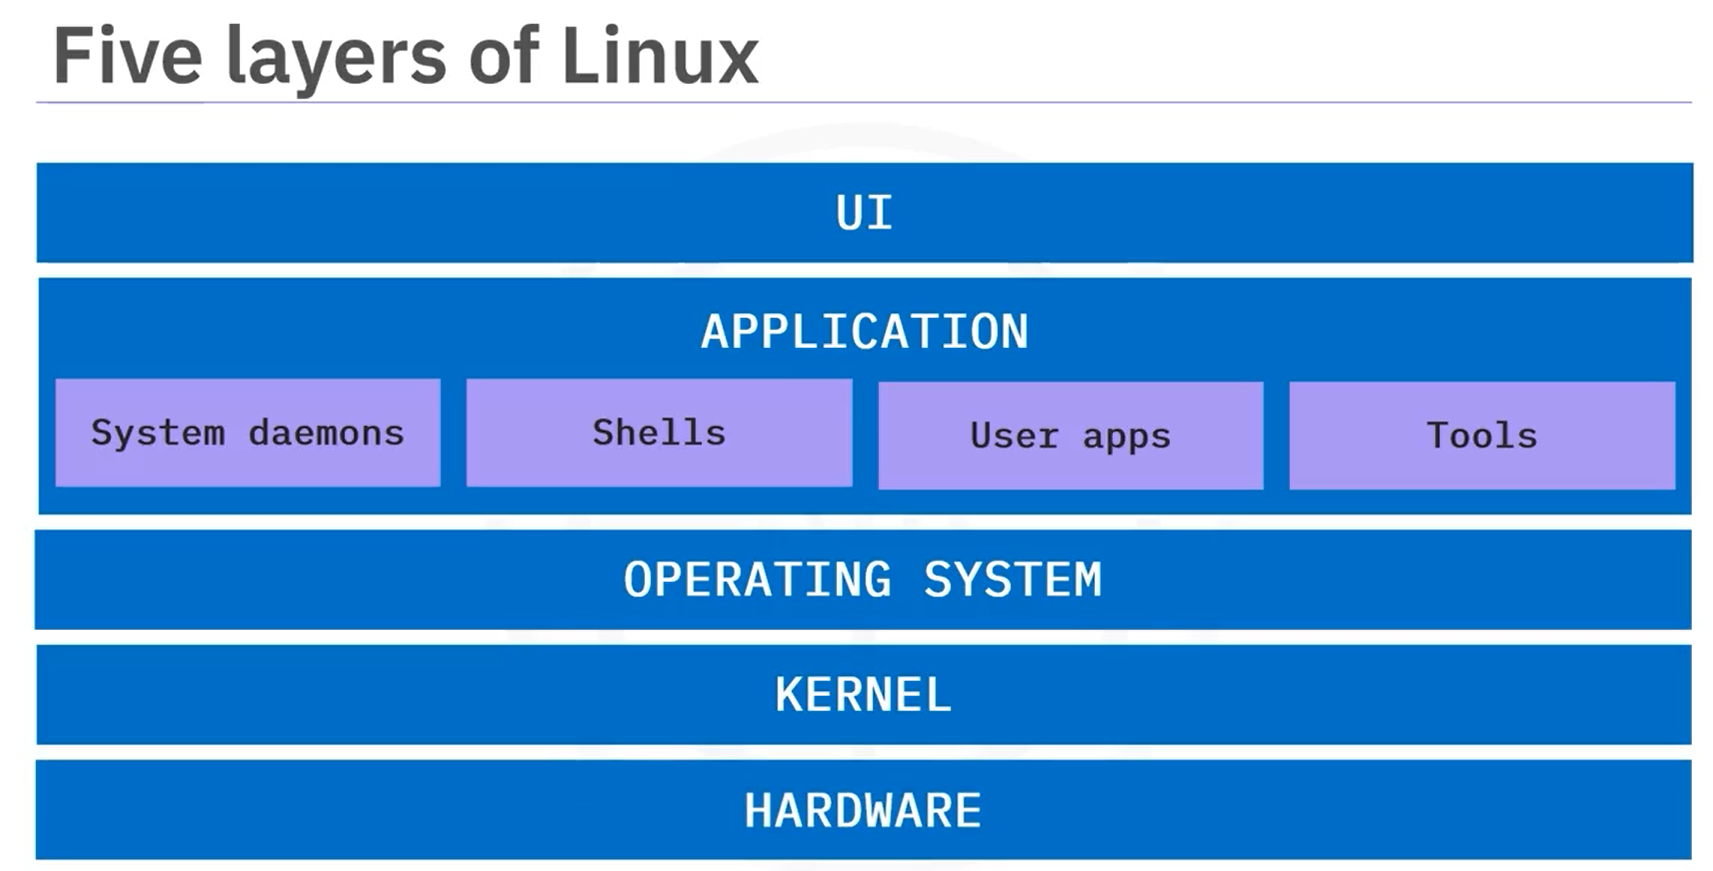 Five layers of Linux
UI
APPLICATION
System daemons
Shells
User apps
Tools
OPERATING SYSTEM
KERNEL
HARDWARE